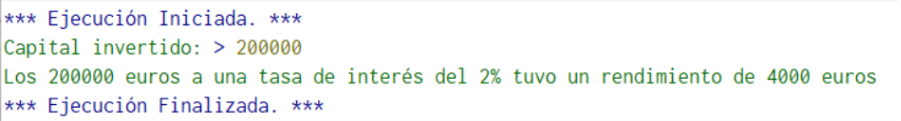 *** Ejecución Iniciada. ***
Capital invertido: > 200000
Los 200000 euros a una tasa de interés del 2% tuvo un rendimiento de 4000 euros
*** Ejecución Finalizada. ***